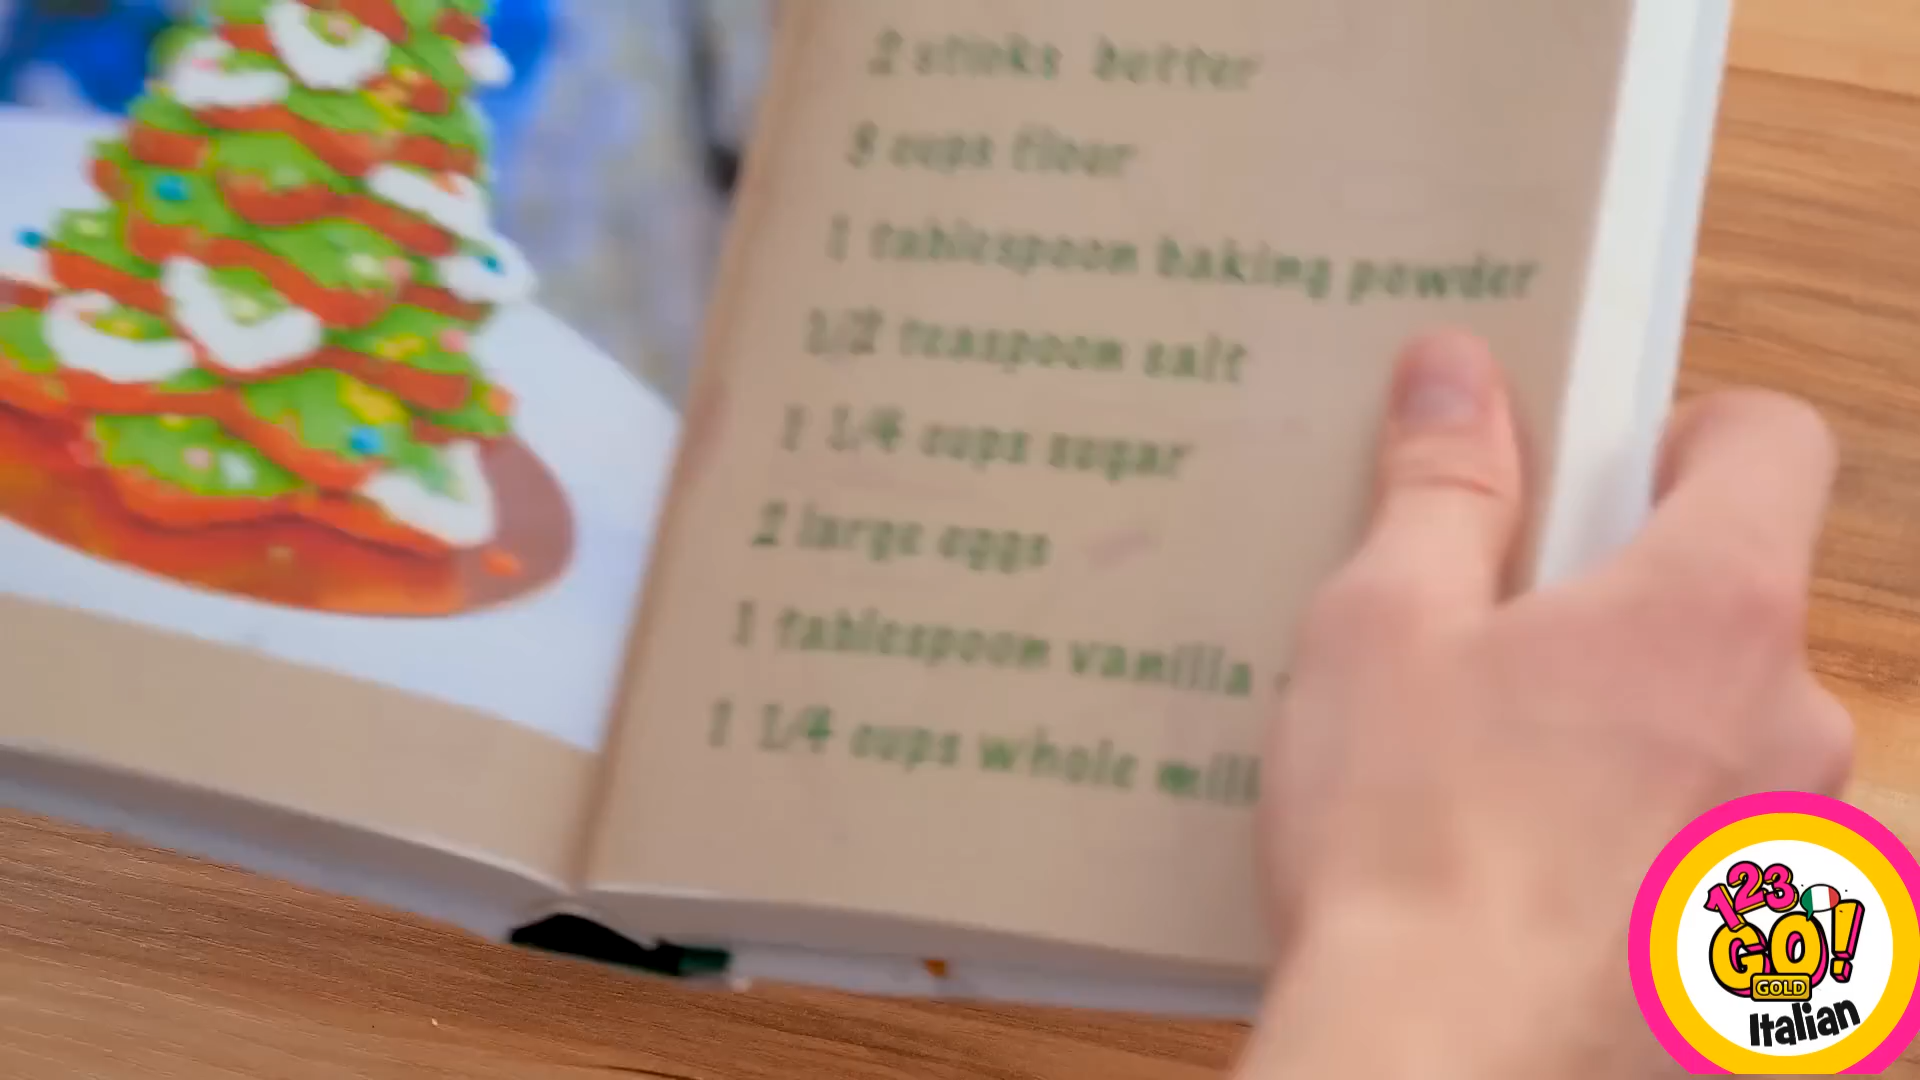 2 sticks butter
3 cups flour
1 tablespoon baking powder
1/2 teaspoon salt
1 1/4 cups sugar
2 large eggs
1 tablespoon vanilla
1 1/4 cups whole mil
123
GO!
GOLD
Italian